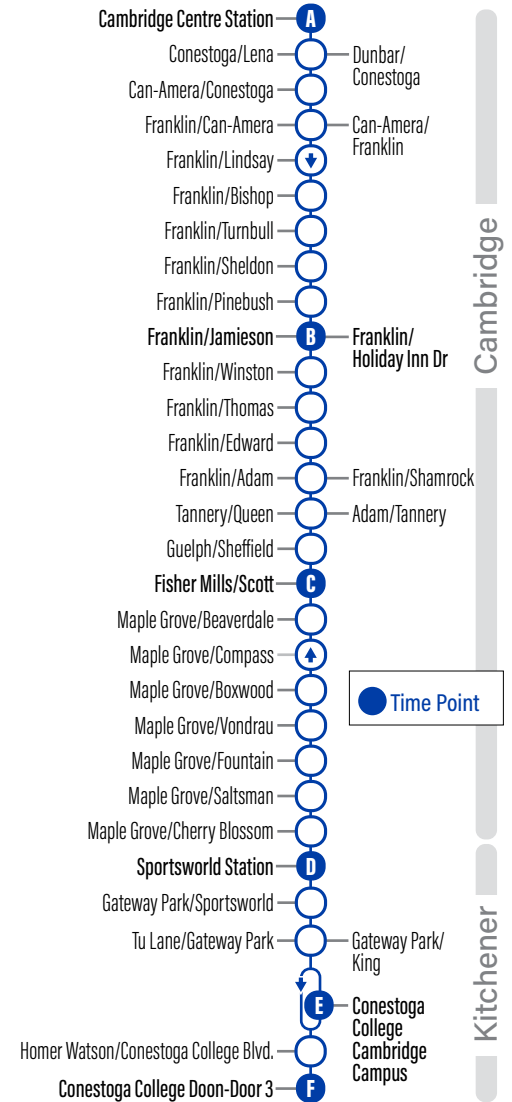 Cambridge Centre Station
A
Conestoga/Lena
Dunbar/
Conestoga
Can-Amera/Conestoga
Franklin/Can-Amera
Can-Amera/
Franklin
Franklin/Lindsay
Franklin/Bishop
Franklin/Turnbull
Franklin/Sheldon
Franklin/Pinebush
Franklin/Jamieson
B
Franklin/
Holiday Inn Dr
Franklin/Winston
Franklin/Thomas
Franklin/Edward
Franklin/Adam
Franklin/Shamrock
Tannery/Queen
Adam/Tannery
Guelph/Sheffield
Fisher Mills/Scott
C
Maple Grove/Beaverdale
Maple Grove/Compass
Maple Grove/Boxwood
Maple Grove/Vondrau
Maple Grove/Fountain
Maple Grove/Saltsman
Maple Grove/Cherry Blossom
Sportsworld Station
D
Gateway Park/Sportsworld
Tu Lane/Gateway Park
Gateway Park/
King
E
Conestoga
College
Cambridge
Campus
Homer Watson/Conestoga College Blvd.
Conestoga College Doon-Door 3
F
Time Point
Cambridge
Kitchener